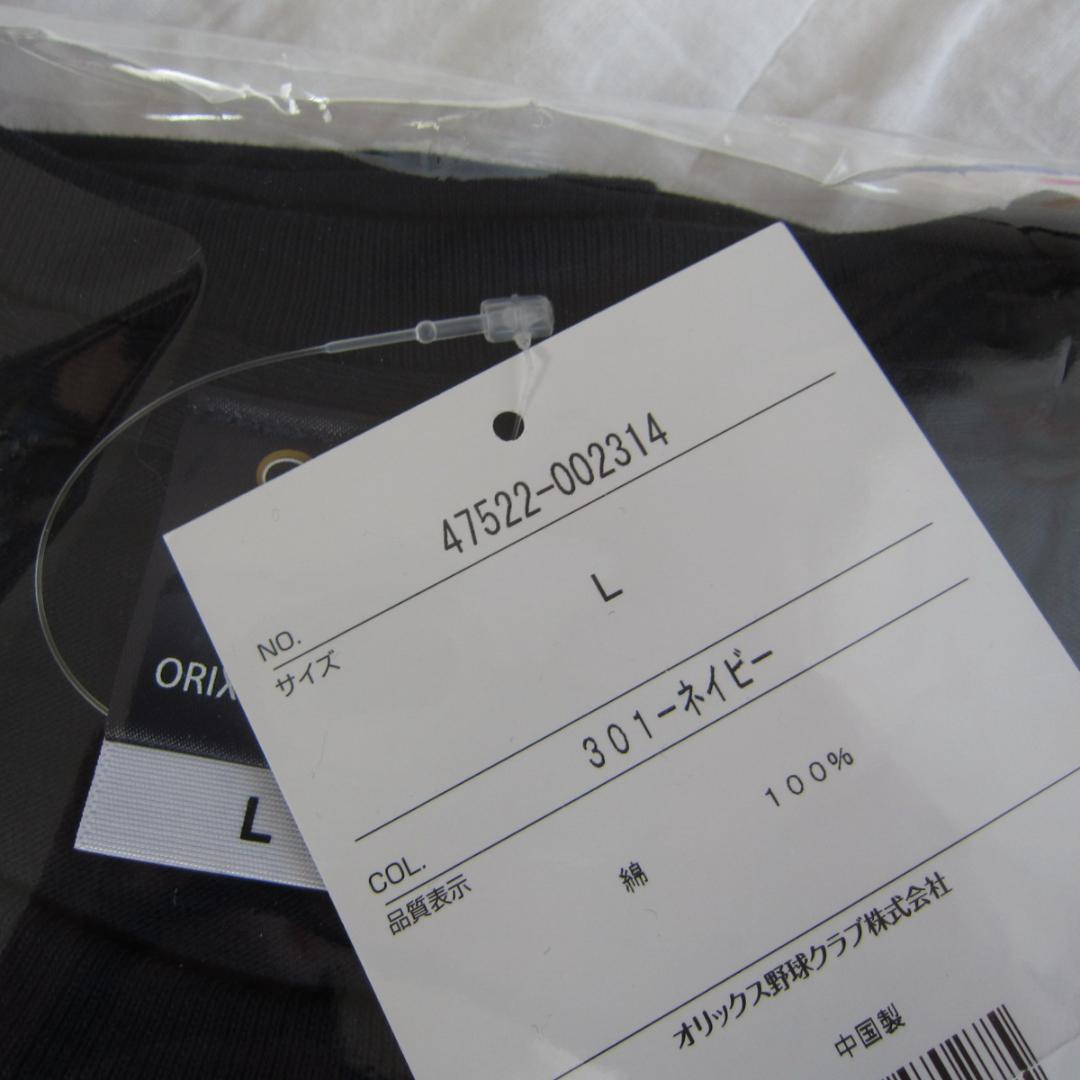 NO. 47522-002314
サイズ L
COL. 301-ネイビー
品質表示 綿 100%
オリックス野球クラブ株式会社
中国製
L